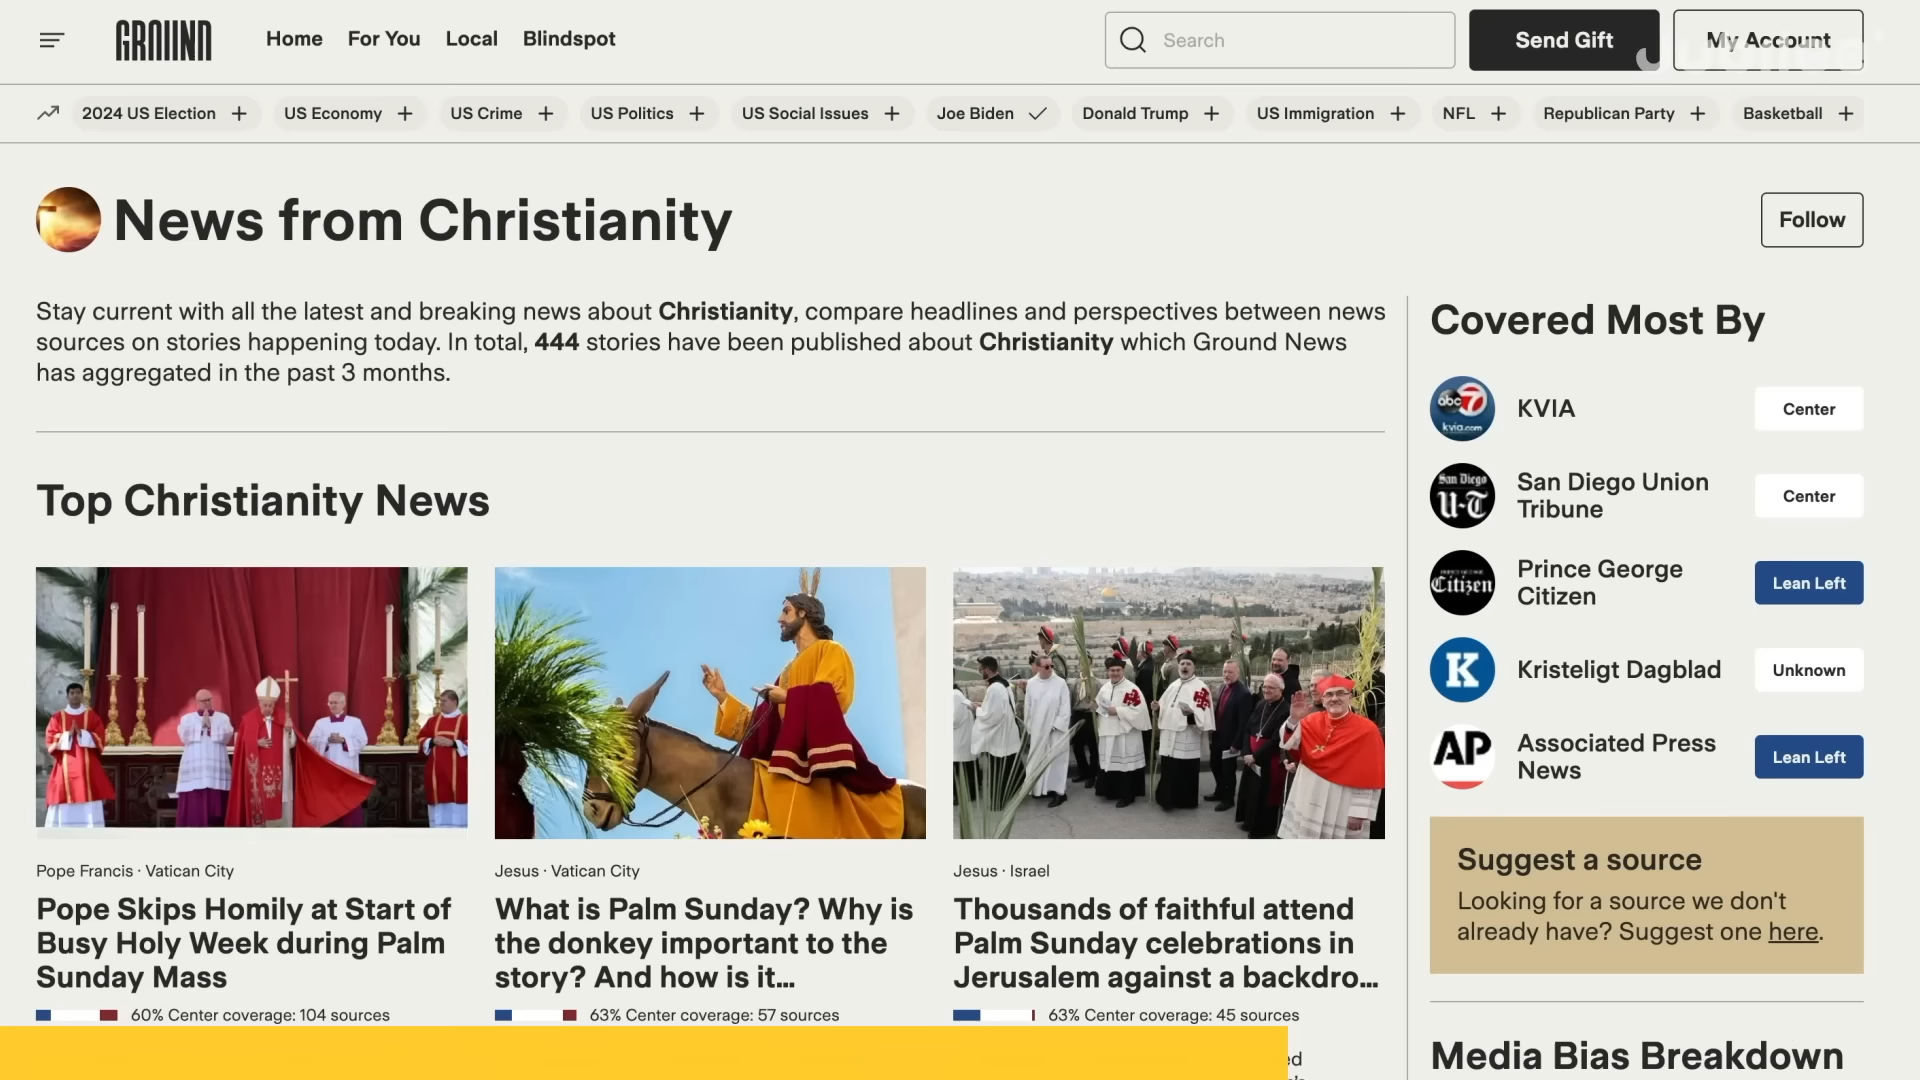 GROUND
Home For You Local Blindspot
Search
Send Gift
My Account
2024 US Election + US Economy + US Crime + US Politics + US Social Issues + Joe Biden ✓ Donald Trump + US Immigration + NFL + Republican Party + Basketball +
News from Christianity
Follow
Stay current with all the latest and breaking news about Christianity, compare headlines and perspectives between news
sources on stories happening today. In total, 444 stories have been published about Christianity which Ground News
has aggregated in the past 3 months.
Top Christianity News
Pope Francis · Vatican City
Pope Skips Homily at Start of
Busy Holy Week during Palm
Sunday Mass
60% Center coverage: 104 sources
Jesus · Vatican City
What is Palm Sunday? Why is
the donkey important to the
story? And how is it...
63% Center coverage: 57 sources
Jesus · Israel
Thousands of faithful attend
Palm Sunday celebrations in
Jerusalem against a backdro...
63% Center coverage: 45 sources
Covered Most By
abc 7
kvia.com
KVIA
Center
San Diego
U-T
San Diego Union
Tribune
Center
Citizen
Prince George
Citizen
Lean Left
K
Kristeligt Dagblad
Unknown
AP
Associated Press
News
Lean Left
Suggest a source
Looking for a source we don't
already have? Suggest one here.
Media Bias Breakdown